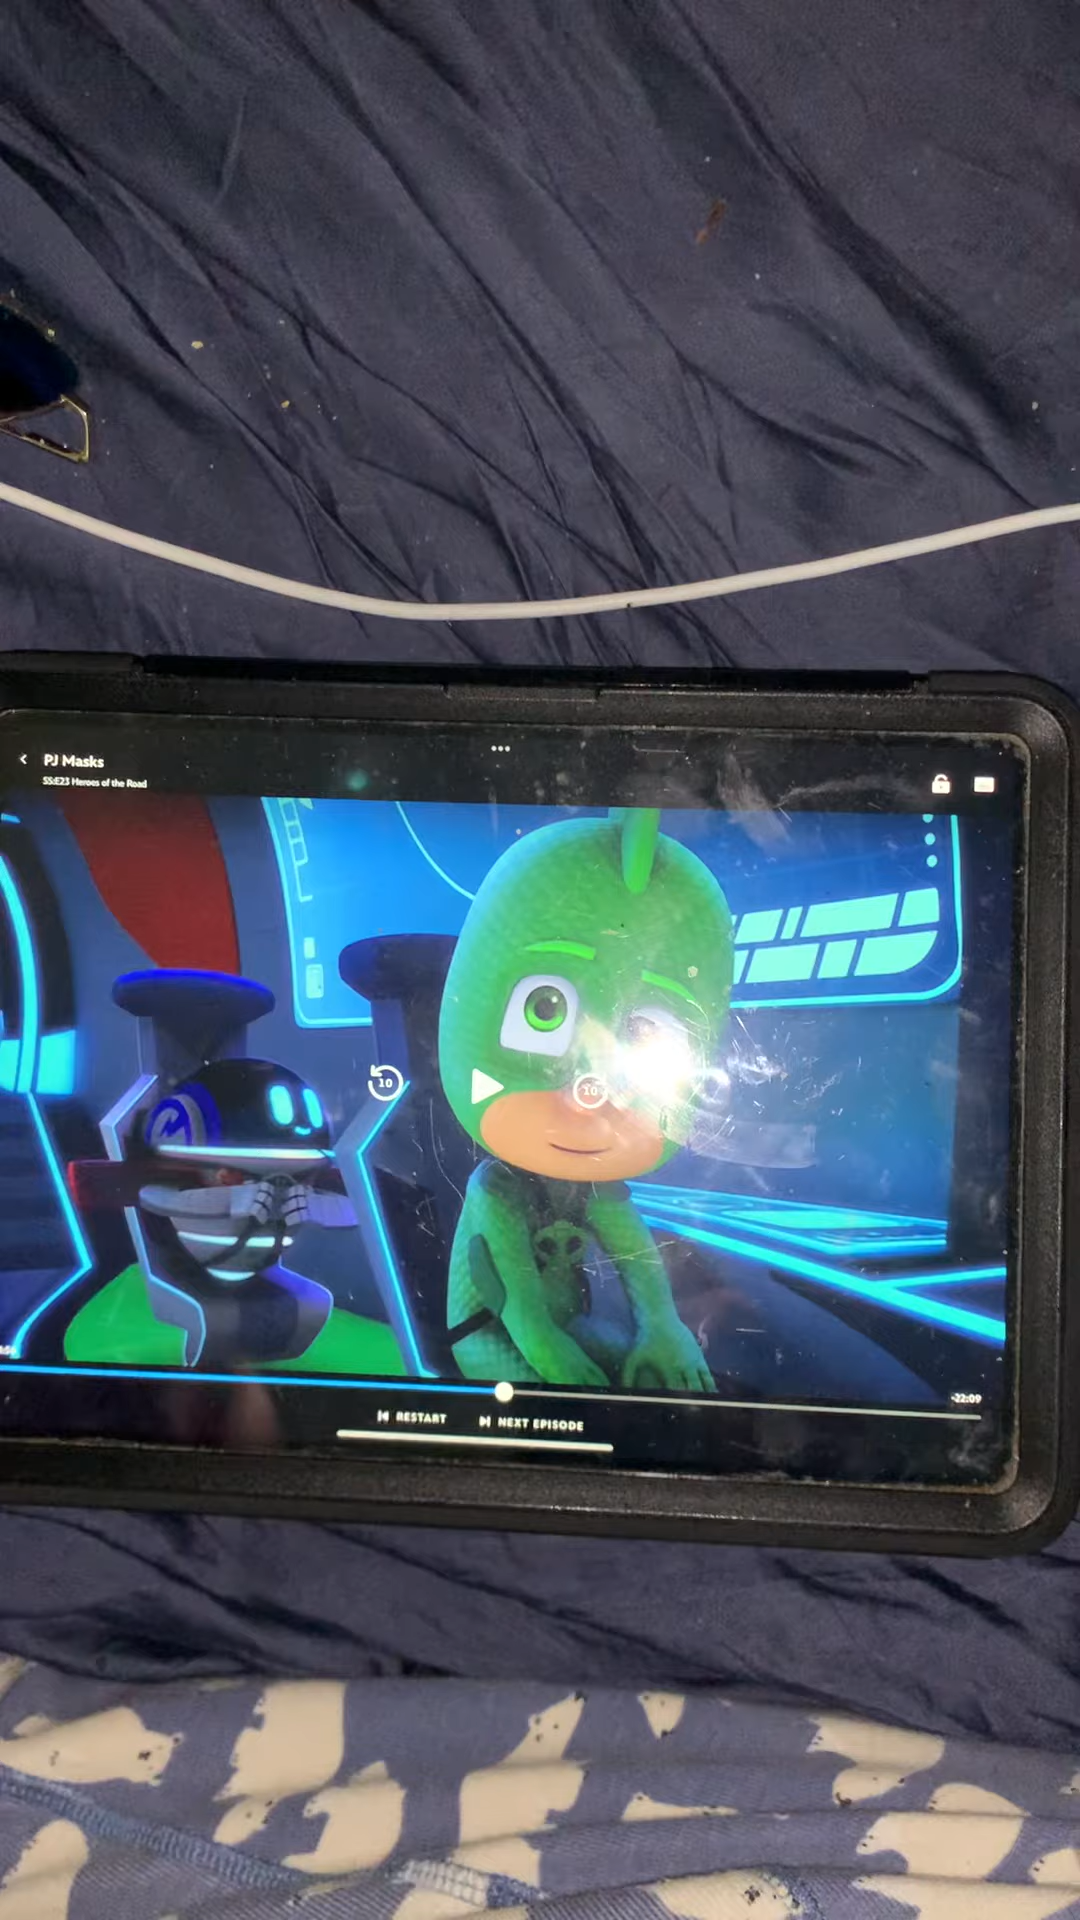 PJ Masks
S5:E23 Heroes of the Road
10
10
-22:09
RESTART
NEXT EPISODE